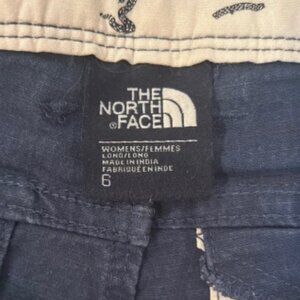 THE
NORTH
FACE
WOMENS/FEMMES
LONG/LONG
MADE IN INDIA
FABRIQUÉ EN INDE
6